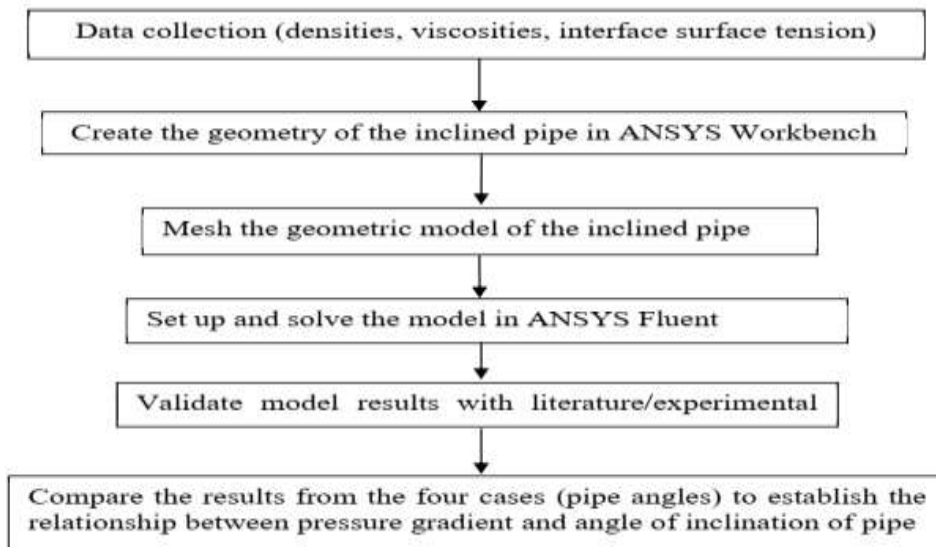 Data collection (densities, viscosities, interface surface tension)
Create the geometry of the inclined pipe in ANSYS Workbench
Mesh the geometric model of the inclined pipe
Set up and solve the model in ANSYS Fluent
Validate model results with literature/experimental
Compare the results from the four cases (pipe angles) to establish the
relationship between pressure gradient and angle of inclination of pipe